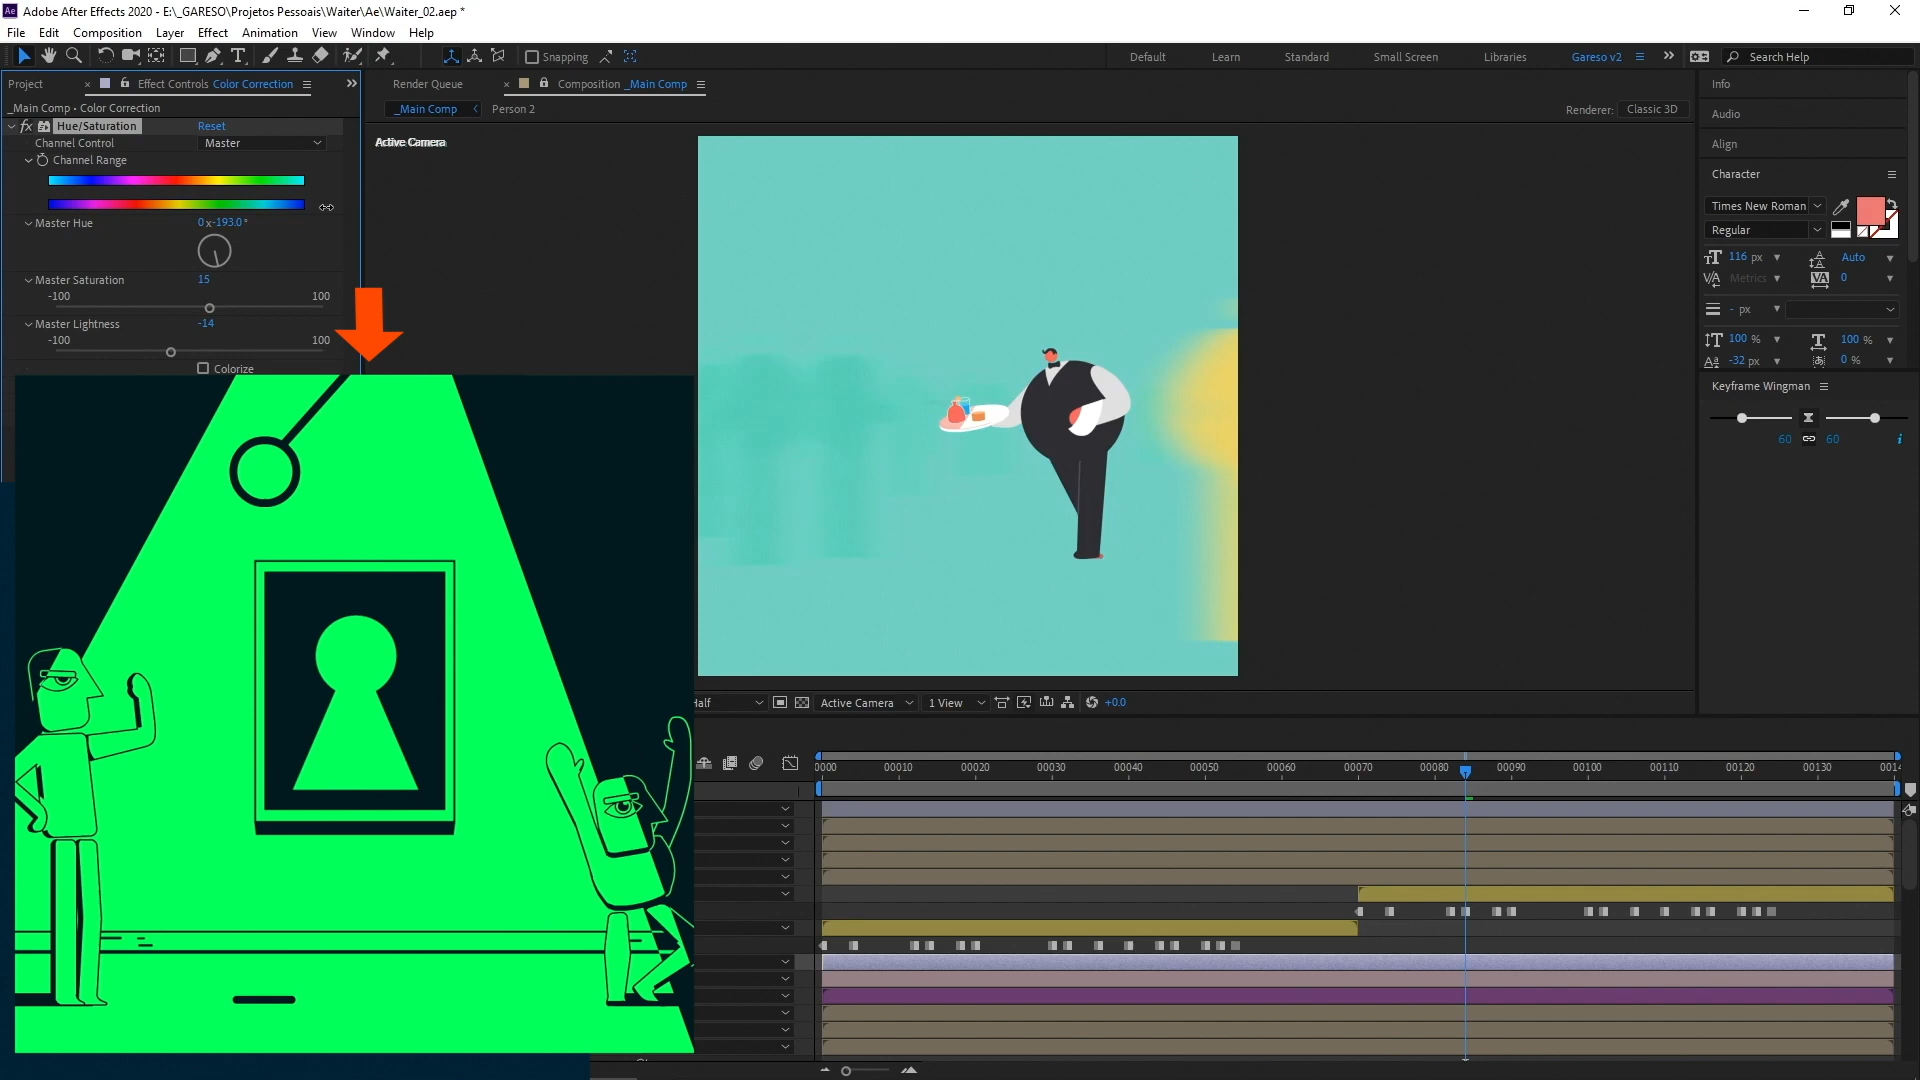 Adobe After Effects 2020 - E:\_GARESO\Projetos Pessoais\Waiter\Ae\Waiter_02.aep *
File Edit Composition Layer Effect Animation View Window Help
Snapping
Default Learn Standard Small Screen Libraries Gareso v2
Search Help
Project
Effect Controls Color Correction
Render Queue
Composition _Main Comp
_Main Comp • Color Correction
_Main Comp
Person 2
Renderer: Classic 3D
fx Hue/Saturation Reset
Channel Control Master
Channel Range
Master Hue 0x-193.0°
Master Saturation 15
-100 100
Master Lightness -14
-100 100
Colorize
Active Camera
Info
Audio
Align
Character
Times New Roman
Regular
116 px Auto
Metrics 0
- px
100 % 100 %
-32 px 0 %
Keyframe Wingman
60 60
Half
Active Camera
1 View
+0.0
00010 00020 00030 00040 00050 00060 00070 00080 00090 00100 00110 00120 00130